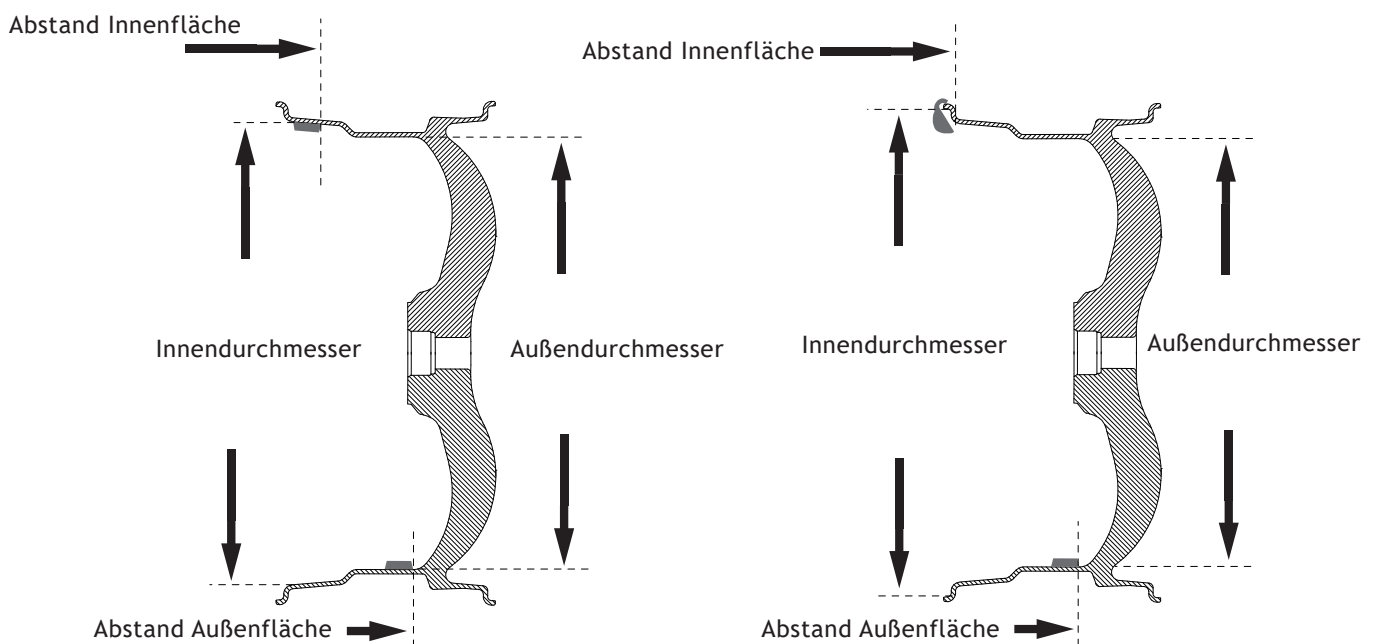 Abstand Innenfläche
Abstand Innenfläche
Innendurchmesser
Außendurchmesser
Innendurchmesser
Außendurchmesser
Abstand Außenfläche
Abstand Außenfläche